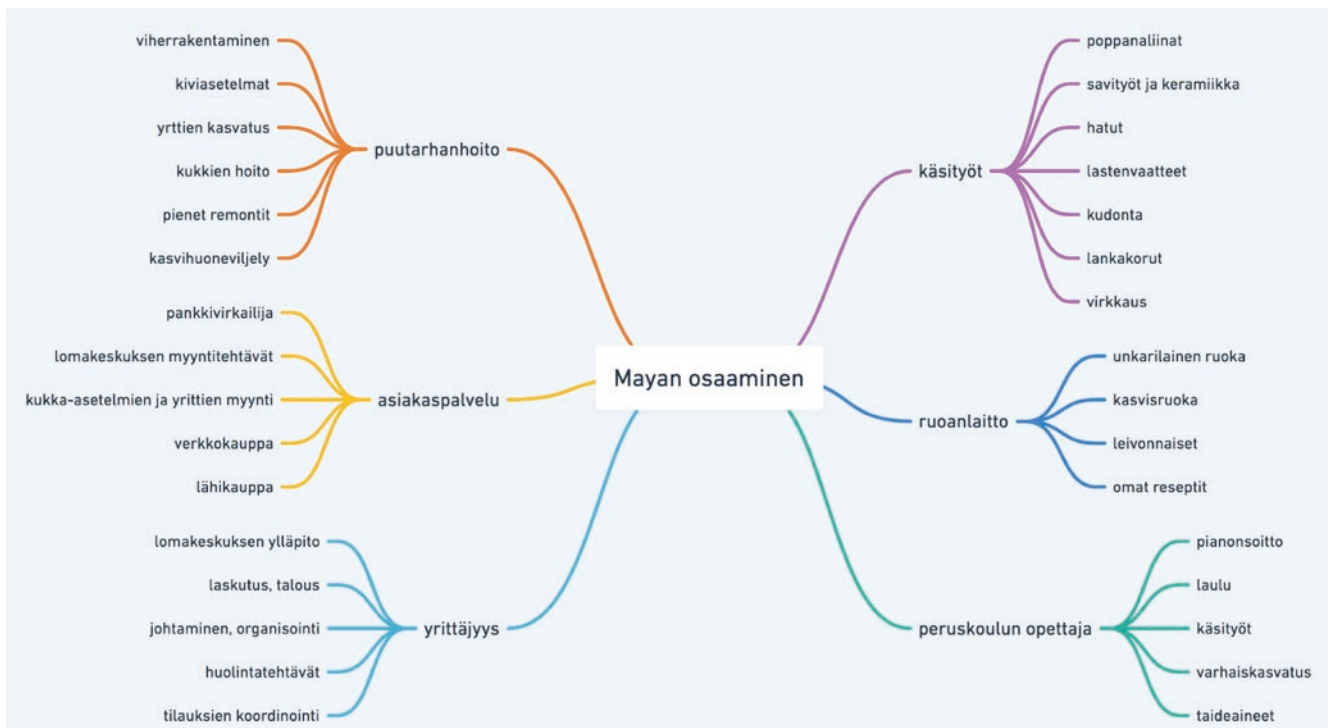 Mayan osaaminen
puutarhanhoito
viherrakentaminen
kiviasetelmat
yrttien kasvatus
kukkien hoito
pienet remontit
kasvihuoneviljely
asiakaspalvelu
pankkivirkailija
lomakeskuksen myyntitehtävät
kukka-asetelmien ja yrittien myynti
verkkokauppa
lähikauppa
yrittäjyys
lomakeskuksen ylläpito
laskutus, talous
johtaminen, organisointi
huolintatehtävät
tilauksien koordinointi
käsityöt
poppanaliinat
savityöt ja keramiikka
hatut
lastenvaatteet
kudonta
lankakorut
virkkaus
ruoanlaitto
unkarilainen ruoka
kasvisruoka
leivonnaiset
omat reseptit
peruskoulun opettaja
pianonsoitto
laulu
käsityöt
varhaiskasvatus
taideaineet